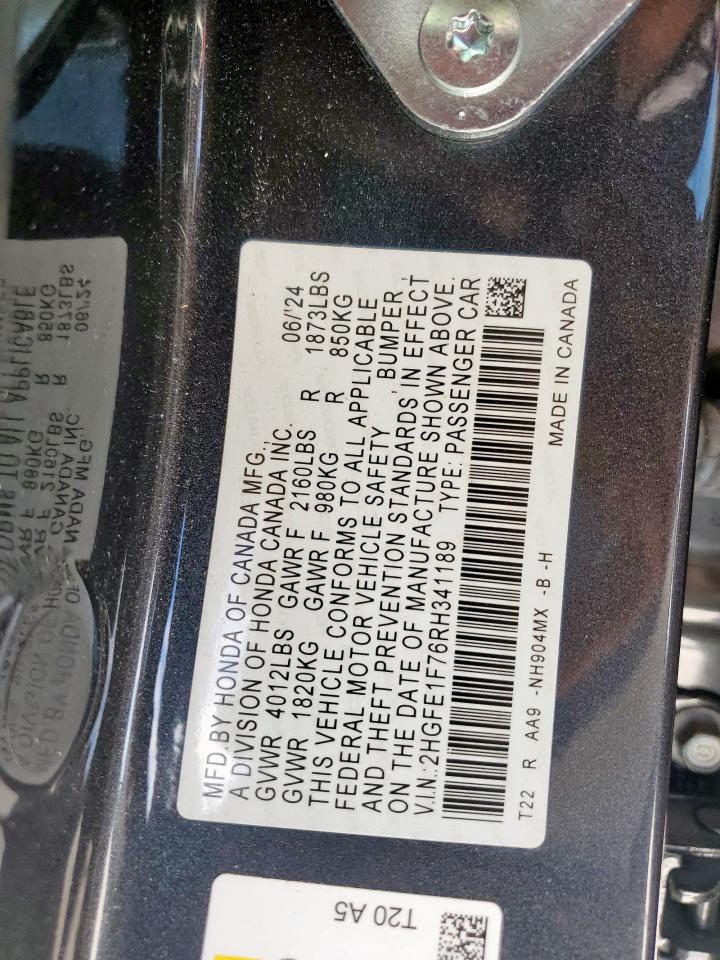 MFD.BY HONDA OF CANADA MFG., 06/'24
A DIVISION OF HONDA CANADA INC.
GVWR 4012LBS GAWR F 2160LBS R 1873LBS
GVWR 1820KG GAWR F 980KG R 850KG
THIS VEHICLE CONFORMS TO ALL APPLICABLE
FEDERAL MOTOR VEHICLE SAFETY, BUMPER,
AND THEFT PREVENTION STANDARDS IN EFFECT
ON THE DATE OF MANUFACTURE SHOWN ABOVE.
V.I.N.:2HGFE1F76RH341189 TYPE: PASSENGER CAR
T22 R AA9 -NH904MX -B -H MADE IN CANADA
T20 A5